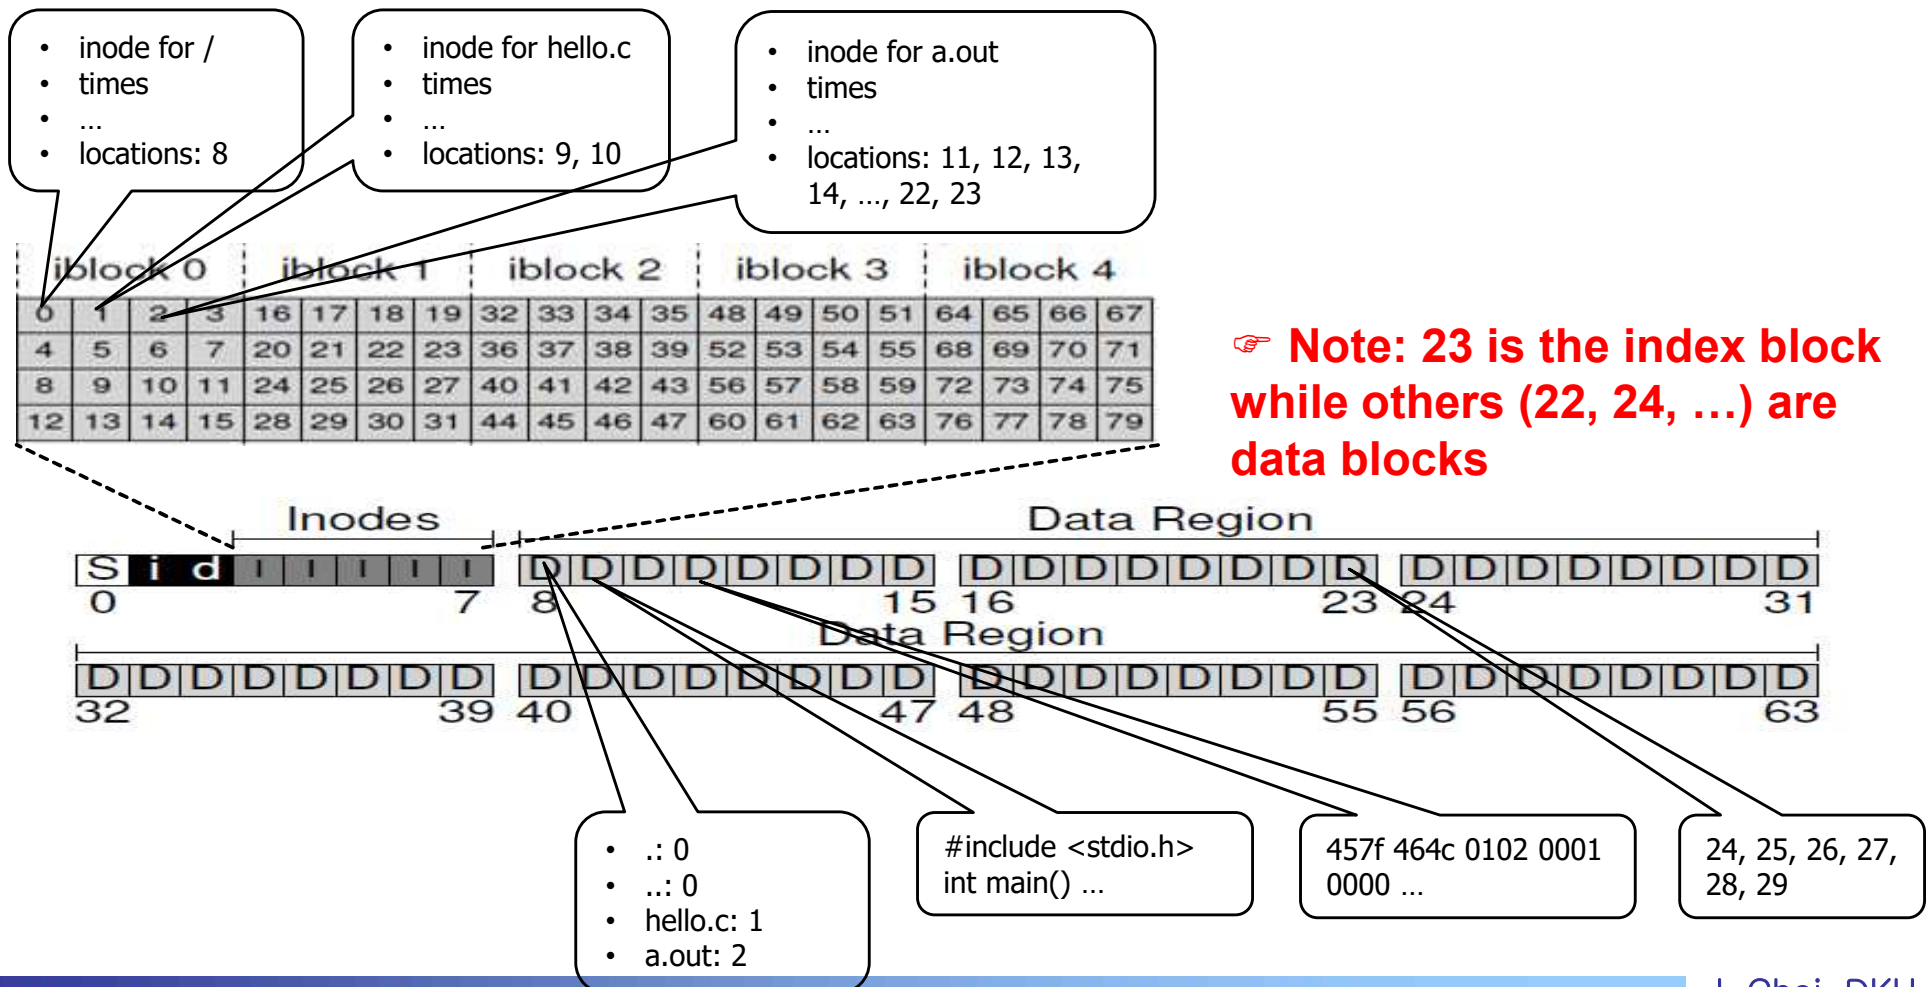 • inode for /
• times
• ...
• locations: 8
• inode for hello.c
• times
• ...
• locations: 9, 10
• inode for a.out
• times
• ...
• locations: 11, 12, 13,
14, ..., 22, 23
iblock 0 iblock 1 iblock 2 iblock 3 iblock 4
0 1 2 3 16 17 18 19 32 33 34 35 48 49 50 51 64 65 66 67
4 5 6 7 20 21 22 23 36 37 38 39 52 53 54 55 68 69 70 71
8 9 10 11 24 25 26 27 40 41 42 43 56 57 58 59 72 73 74 75
12 13 14 15 28 29 30 31 44 45 46 47 60 61 62 63 76 77 78 79
☞ Note: 23 is the index block
while others (22, 24, ...) are
data blocks
Inodes Data Region
S i d I I I I I D D D D D D D D D D D D D D D D D D D D D D D D
0 7 8 15 16 23 24 31
Data Region
D D D D D D D D D D D D D D D D D D D D D D D D D D D D D D D D
32 39 40 47 48 55 56 63
• .: 0
• ..: 0
• hello.c: 1
• a.out: 2
#include <stdio.h>
int main() ...
457f 464c 0102 0001
0000 ...
24, 25, 26, 27,
28, 29